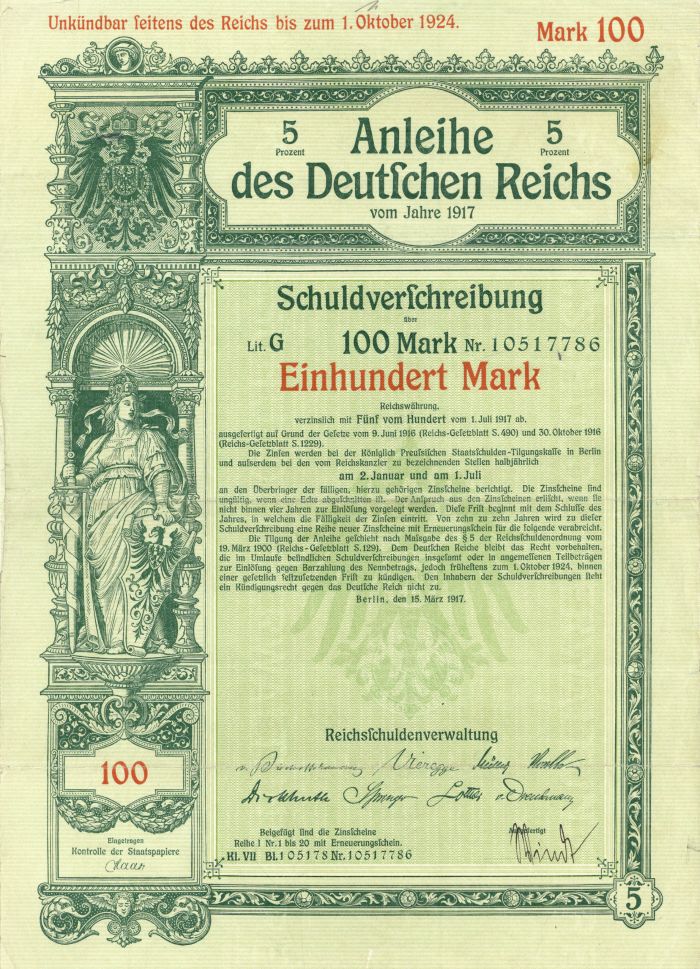 Unkündbar ſeitens des Reichs bis zum 1. Oktober 1924.
Mark 100
5 Prozent
Anleihe
5 Prozent
des Deutſchen Reichs
vom Jahre 1917
Schuldverſchreibung
über
Lit. G 100 Mark Nr. 10517786
Einhundert Mark
Reichswährung,
verzinslich mit Fünf vom Hundert vom 1. Juli 1917 ab,
ausgefertigt auf Grund der Geſetze vom 9. Juni 1916 (Reichs-Geſetzblatt S. 490) und 30. Oktober 1916
(Reichs-Geſetzblatt S. 1229).
Die Zinſen werden bei der Königlich Preuſsiſchen Staatsſchulden-Tilgungskaſſe in Berlin
und auſserdem bei den vom Reichskanzler zu bezeichnenden Stellen halbjährlich
am 2. Januar und am 1. Juli
an den Überbringer der fälligen, hierzu gehörigen Zinsſcheine berichtigt. Die Zinsſcheine ſind
ungültig, wenn eine Ecke abgeſchnitten iſt. Der Anſpruch aus den Zinsſcheinen erliſcht, wenn ſie
nicht binnen vier Jahren zur Einlöſung vorgelegt werden. Dieſe Friſt beginnt mit dem Schluſſe des
Jahres, in welchem die Fälligkeit der Zinſen eintritt. Von zehn zu zehn Jahren wird zu dieſer
Schuldverſchreibung eine Reihe neuer Zinsſcheine mit Erneuerungsſchein für die folgende verabreicht.
Die Tilgung der Anleihe geſchieht nach Maſsgabe des § 5 der Reichsſchuldenordnung vom
19. März 1900 (Reichs-Geſetzblatt S. 129). Dem Deutſchen Reiche bleibt das Recht vorbehalten,
die im Umlaufe befindlichen Schuldverſchreibungen insgeſamt oder in angemeſſenen Teilbeträgen
zur Einlöſung gegen Barzahlung des Nennbetrags, jedoch früheſtens zum 1. Oktober 1924, binnen
einer geſetzlich feſtzuſetzenden Friſt zu kündigen. Den Inhabern der Schuldverſchreibungen ſteht
ein Kündigungsrecht gegen das Deutſche Reich nicht zu.
Berlin, den 15. März 1917.
Reichsſchuldenverwaltung
Vieregge Müller
Springer
100
Eingetragen
Kontrolle der Staatspapiere
Beigefügt ſind die Zinsſcheine
Reihe I Nr. 1 bis 20 mit Erneuerungsſchein.
Kl. VII Bl. 105178 Nr. 10517786
Ausgefertigt
5